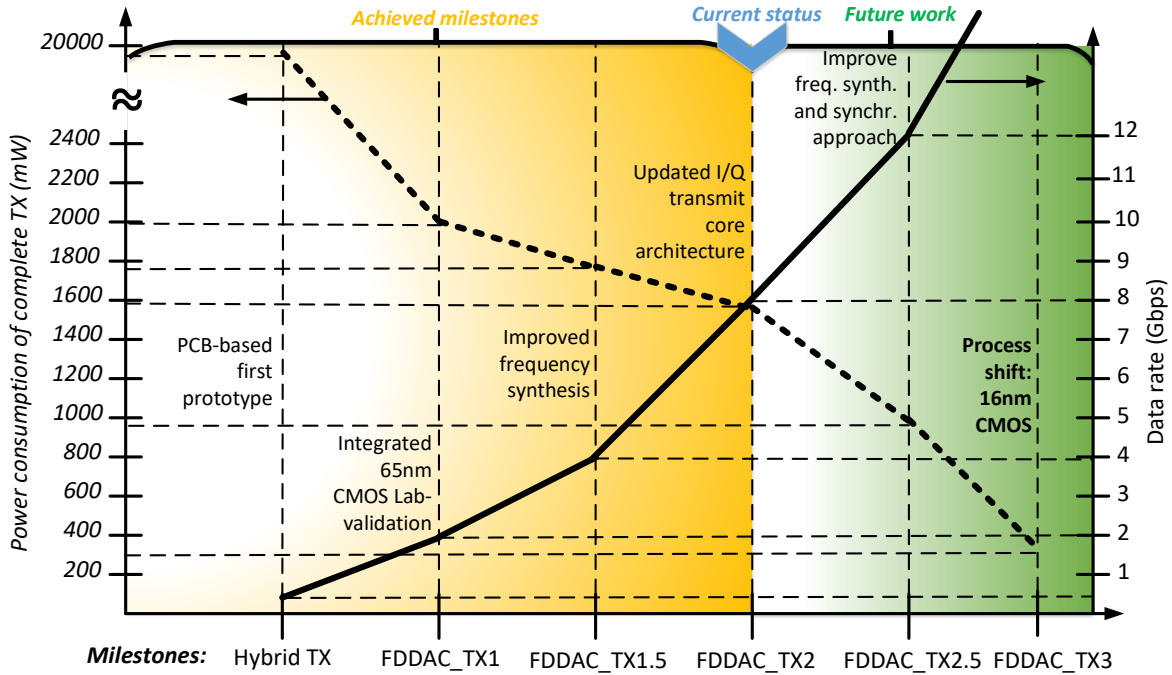 Achieved milestones
Current status
Future work
Power consumption of complete TX (mW)
20000
2400
2200
2000
1800
1600
1400
1200
1000
800
600
400
200
PCB-based
first
prototype
Integrated
65nm
CMOS Lab-
validation
Improved
frequency
synthesis
Updated I/Q
transmit
core
architecture
Improve
freq. synth.
and synchr.
approach
Process
shift:
16nm
CMOS
12
11
10
9
8
7
6
5
4
3
2
1
Data rate (Gbps)
Milestones:
Hybrid TX
FDDAC_TX1
FDDAC_TX1.5
FDDAC_TX2
FDDAC_TX2.5
FDDAC_TX3